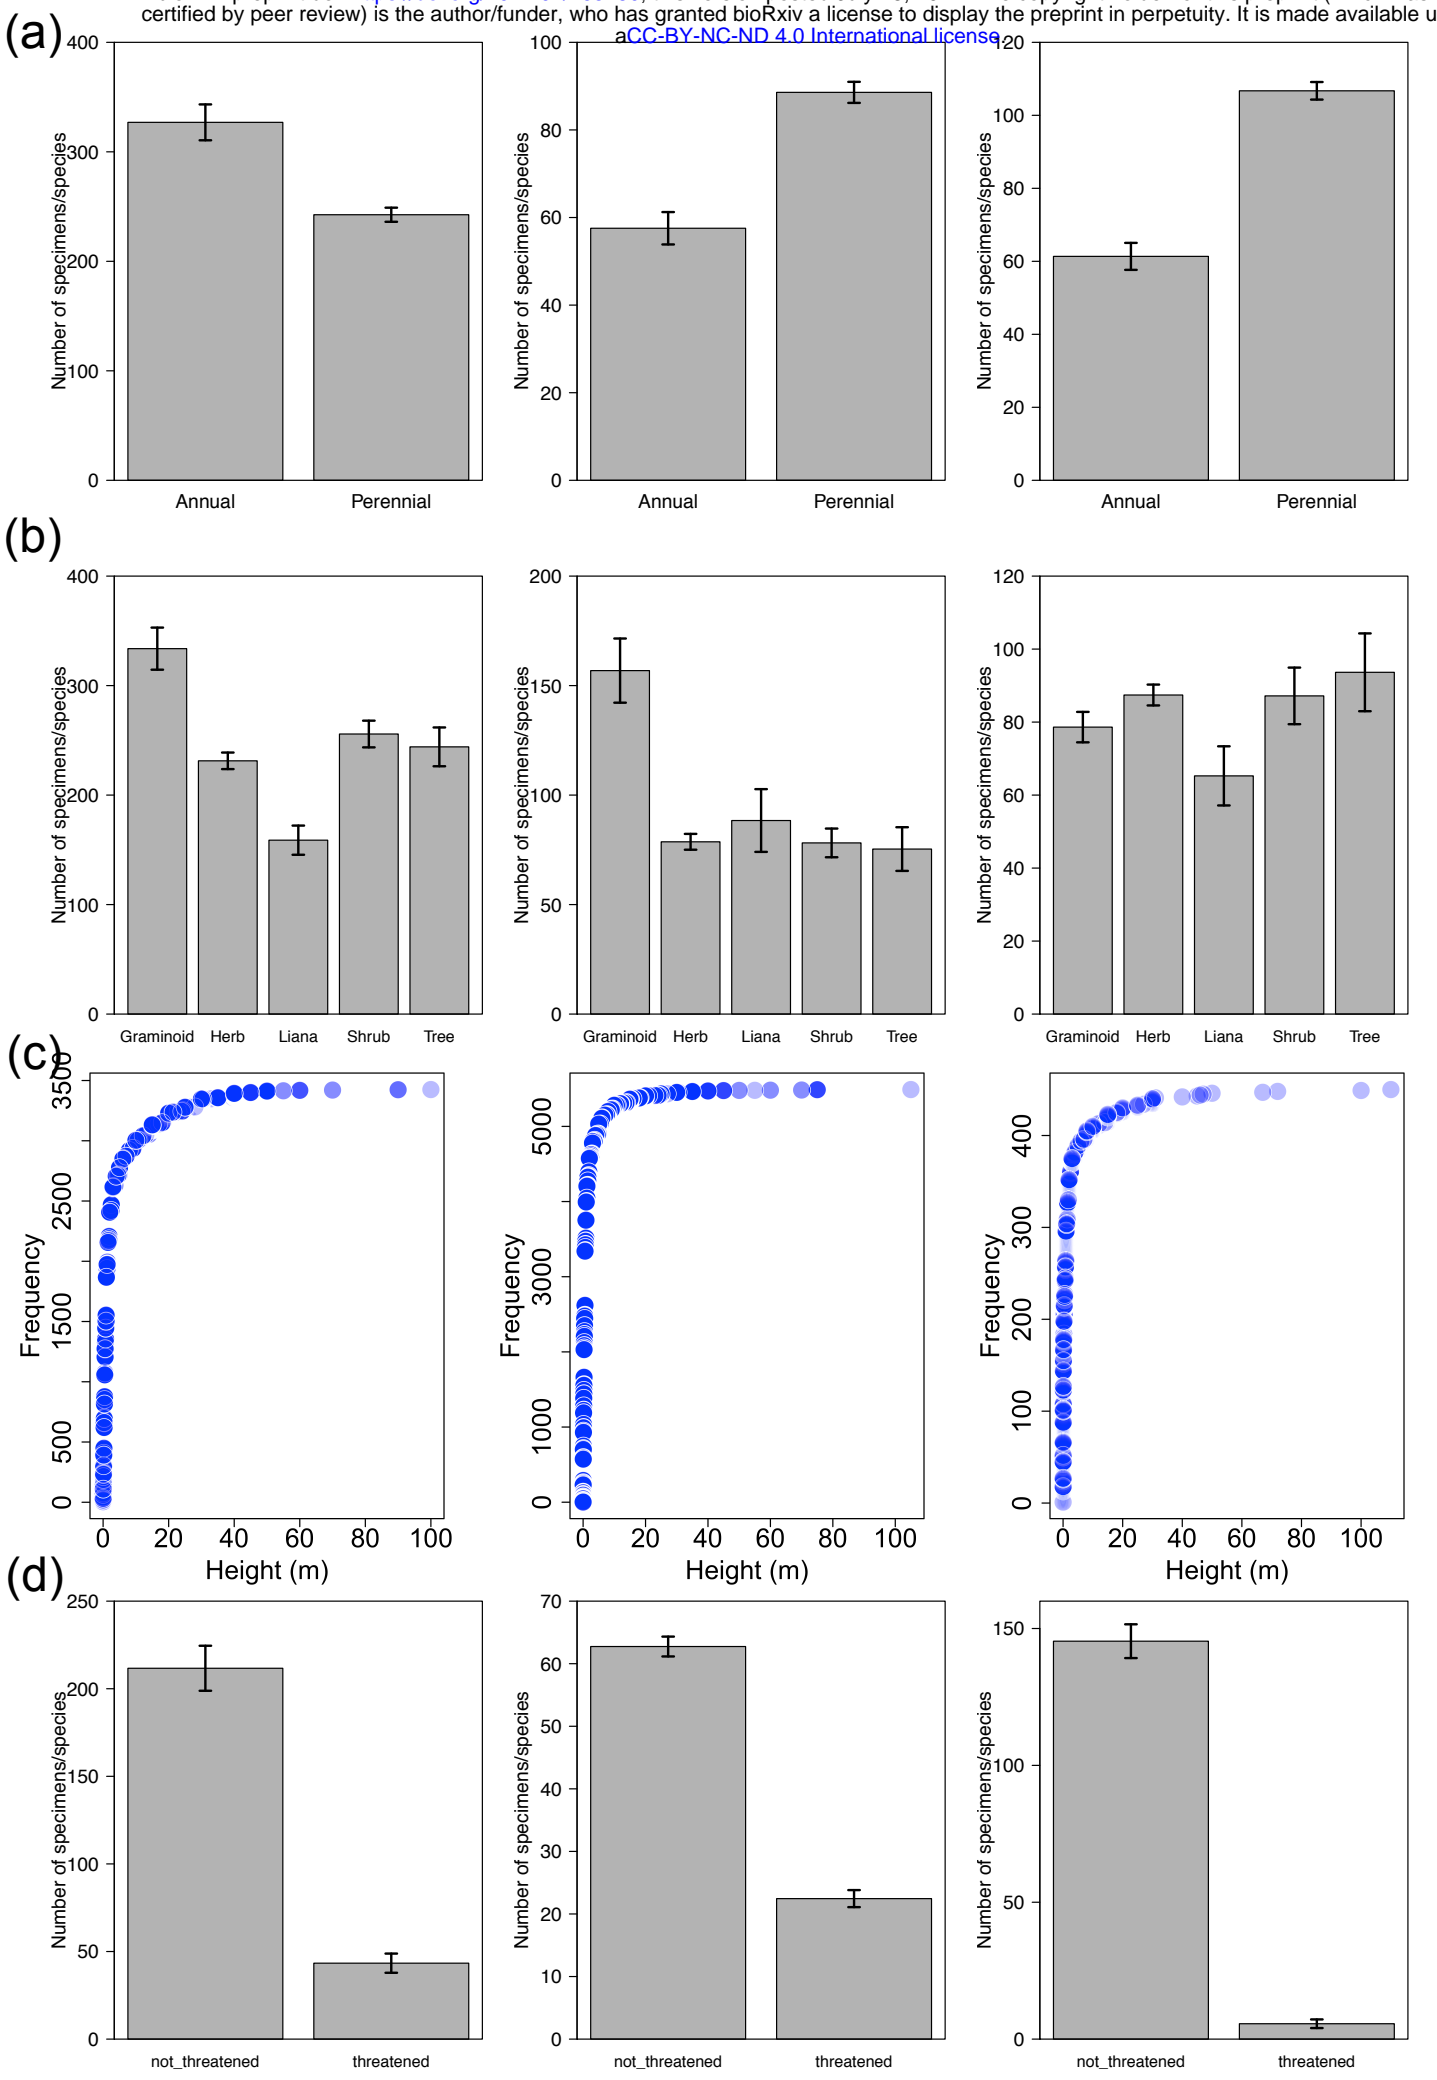 certified by peer review) is the author/funder, who has granted bioRxiv a license to display the preprint in perpetuity. It is made available u
aCC-BY-NC-ND 4.0 International license.
(a)
400
300
200
100
0
Number of specimens/species
Annual
Perennial
100
80
60
40
20
0
Number of specimens/species
Annual
Perennial
120
100
80
60
40
20
0
Number of specimens/species
Annual
Perennial
(b)
400
300
200
100
0
Number of specimens/species
Graminoid
Herb
Liana
Shrub
Tree
200
150
100
50
0
Number of specimens/species
Graminoid
Herb
Liana
Shrub
Tree
120
100
80
60
40
20
0
Number of specimens/species
Graminoid
Herb
Liana
Shrub
Tree
(c)
3500
2500
1500
500
0
Frequency
0 20 40 60 80 100
Height (m)
5000
3000
1000
0
Frequency
0 20 40 60 80 100
Height (m)
400
300
200
100
0
Frequency
0 20 40 60 80 100
Height (m)
(d)
250
200
150
100
50
0
Number of specimens/species
not_threatened
threatened
70
60
50
40
30
20
10
0
Number of specimens/species
not_threatened
threatened
150
100
50
0
Number of specimens/species
not_threatened
threatened